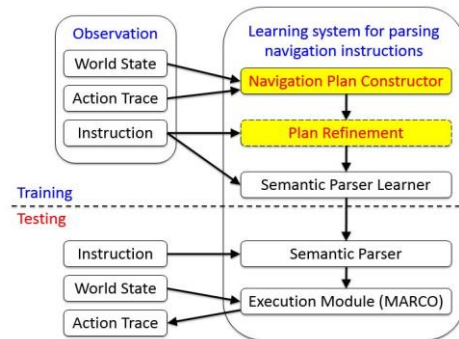 Observation
World State
Action Trace
Instruction
Learning system for parsing
navigation instructions
Navigation Plan Constructor
Plan Refinement
Semantic Parser Learner
Training
Testing
Instruction
World State
Action Trace
Semantic Parser
Execution Module (MARCO)